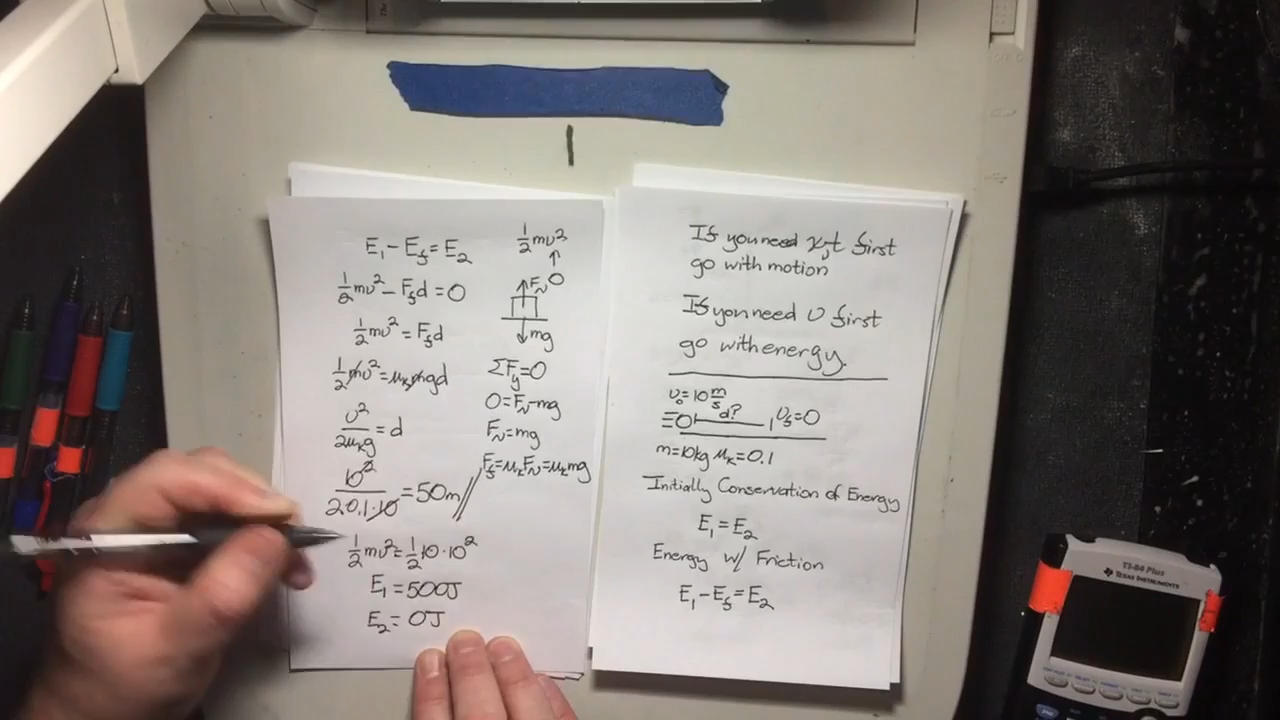 E₁ - E_f = E₂
½mv² - F_f d = 0
½mv² = F_f d
½mv² = μₖmgd
v²/2μₖg = d
10²/2·0.1·10 = 50m
½mv² = ½10·10²
E₁ = 500J
E₂ = 0J
½mv²
↑
↑F_N 0
↓mg
ΣF_y = 0
0 = F_N - mg
F_N = mg
F_f = μₖF_N = μₖmg
If you need x,t first
go with motion
If you need v first
go with energy.
v₀ = 10 m/s
d? v_f = 0
m = 10kg μₖ = 0.1
Initially Conservation of Energy
E₁ = E₂
Energy w/ Friction
E₁ - E_f = E₂
TI-84 Plus
TEXAS INSTRUMENTS